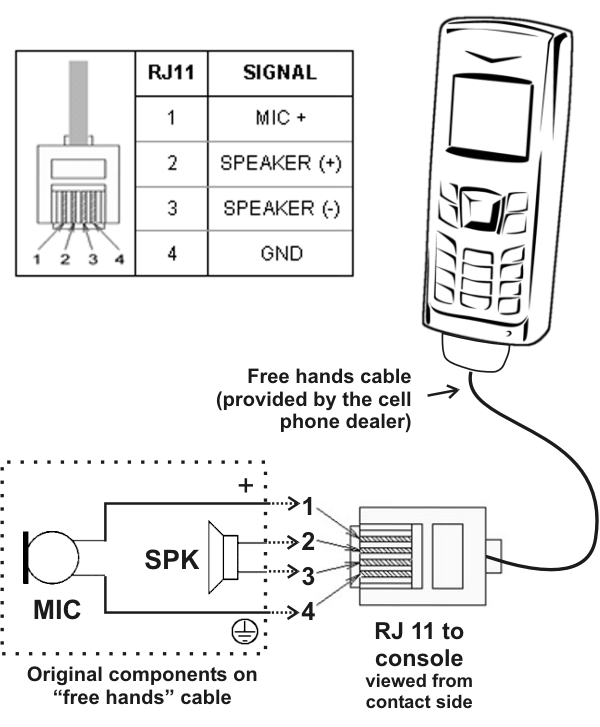 RJ11 SIGNAL
1 MIC +
2 SPEAKER (+)
3 SPEAKER (-)
4 GND
1 2 3 4
Free hands cable
(provided by the cell
phone dealer)
+
1
2
SPK
3
MIC
4
Original components on
“free hands” cable
RJ 11 to
console
viewed from
contact side